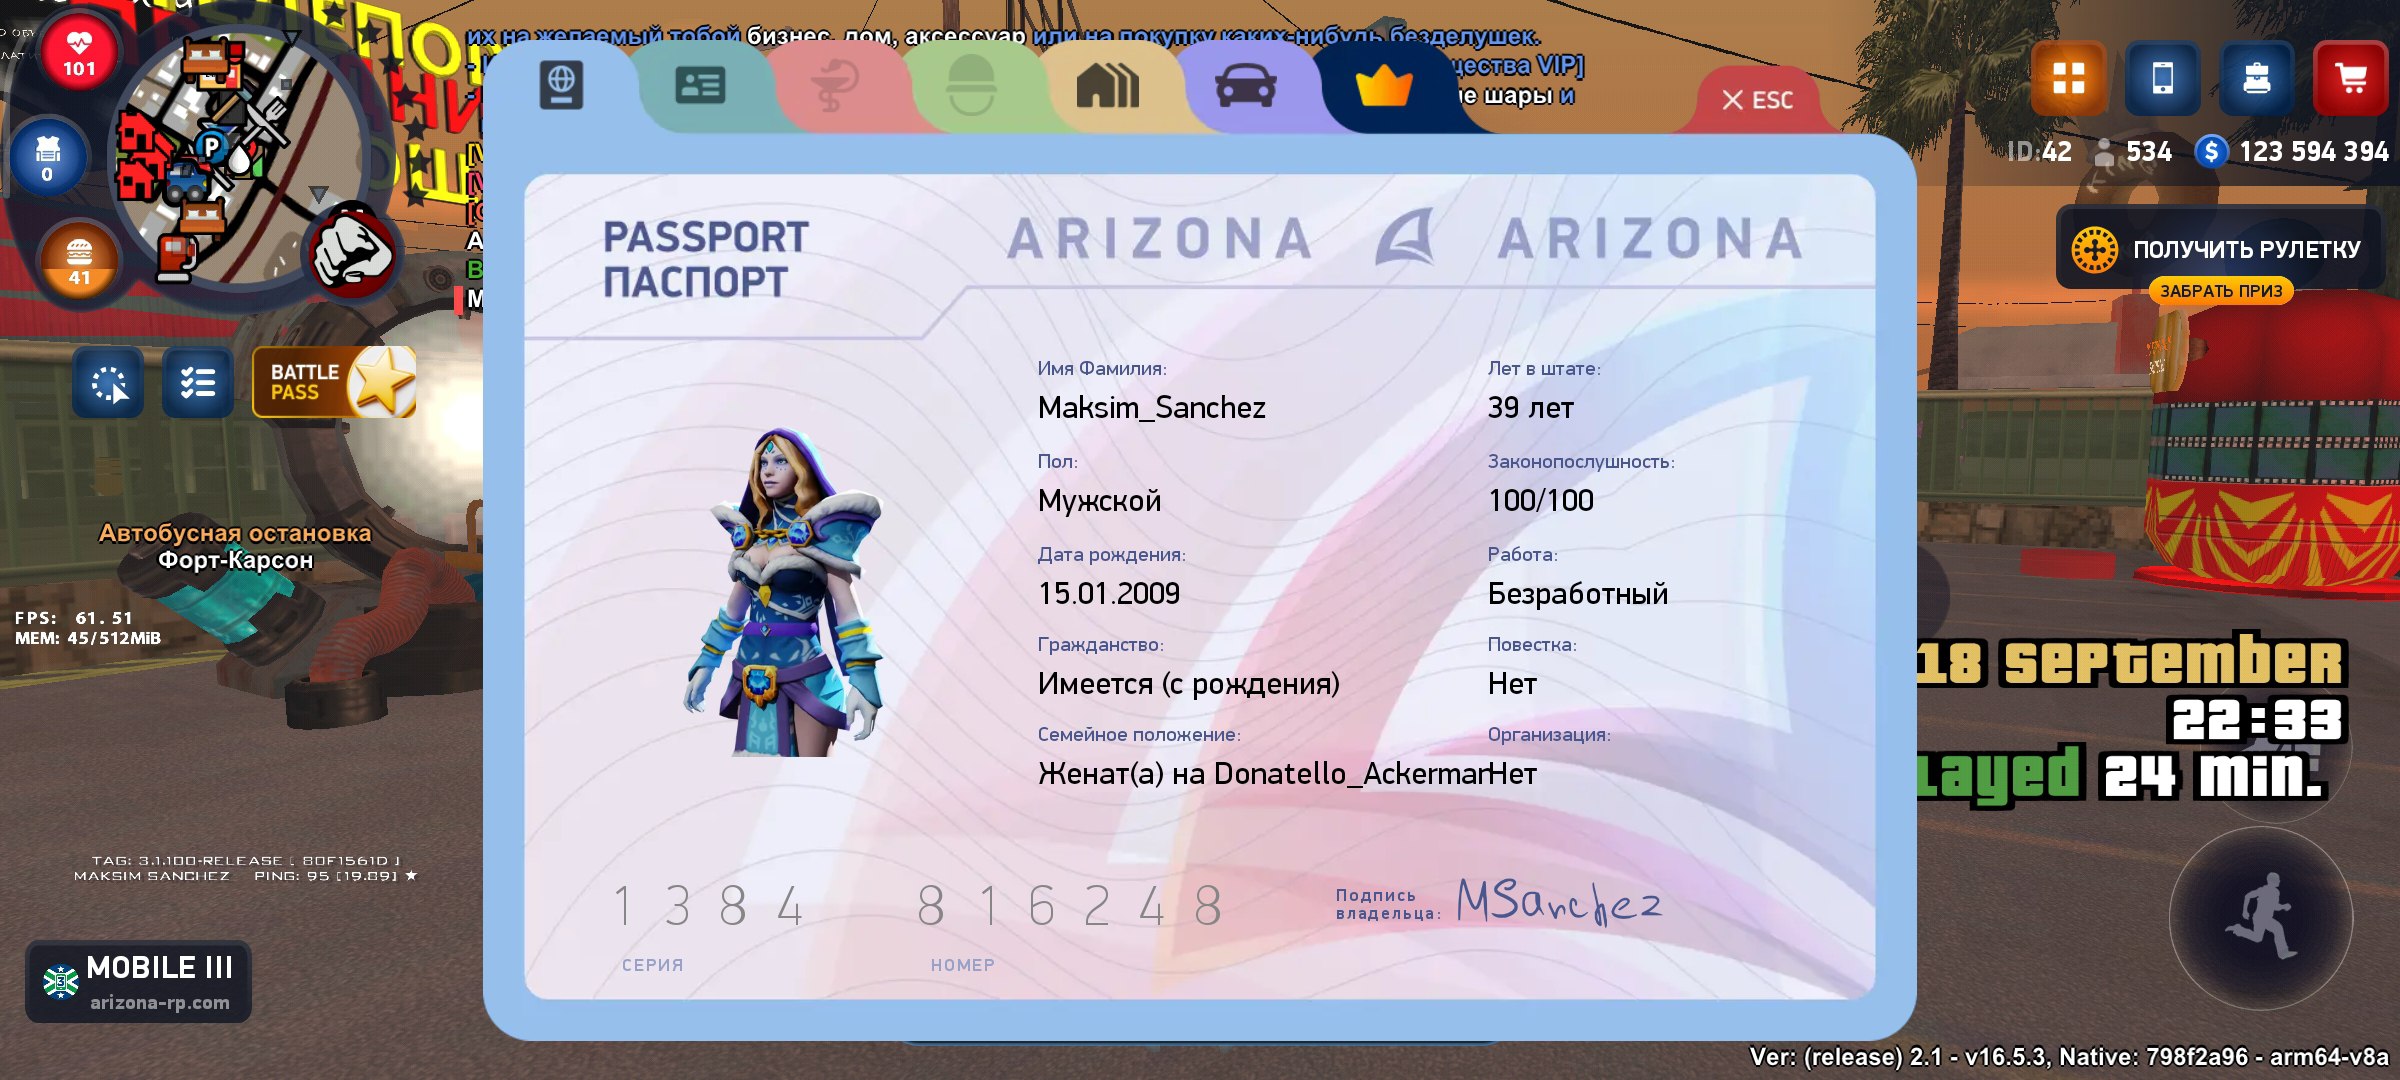 их на желаемый тобой бизнес, дом, аксессуар или на покупку каких-нибудь безделушек.
щества VIP]
е шары и
101
0
41
P
ESC
ID:42 534 $ 123 594 394
ПОЛУЧИТЬ РУЛЕТКУ
ЗАБРАТЬ ПРИЗ
BATTLE
PASS
PASSPORT
ПАСПОРТ
ARIZONA ARIZONA
Имя Фамилия:
Maksim_Sanchez
Лет в штате:
39 лет
Пол:
Мужской
Законопослушность:
100/100
Дата рождения:
15.01.2009
Работа:
Безработный
Гражданство:
Имеется (с рождения)
Повестка:
Нет
Семейное положение:
Женат(а) на Donatello_Ackerman
Организация:
Нет
1384
СЕРИЯ
816248
НОМЕР
Подпись
владельца:
MSanchez
Автобусная остановка
Форт-Карсон
FPS: 61.51
MEM: 45/512MiB
TAG: 3.1.100-RELEASE [ 80F1561D ]
MAKSIM SANCHEZ PING: 95 [19.89] ★
MOBILE III
arizona-rp.com
18 september
22:33
layed 24 min.
Ver: (release) 2.1 - v16.5.3, Native: 798f2a96 - arm64-v8a